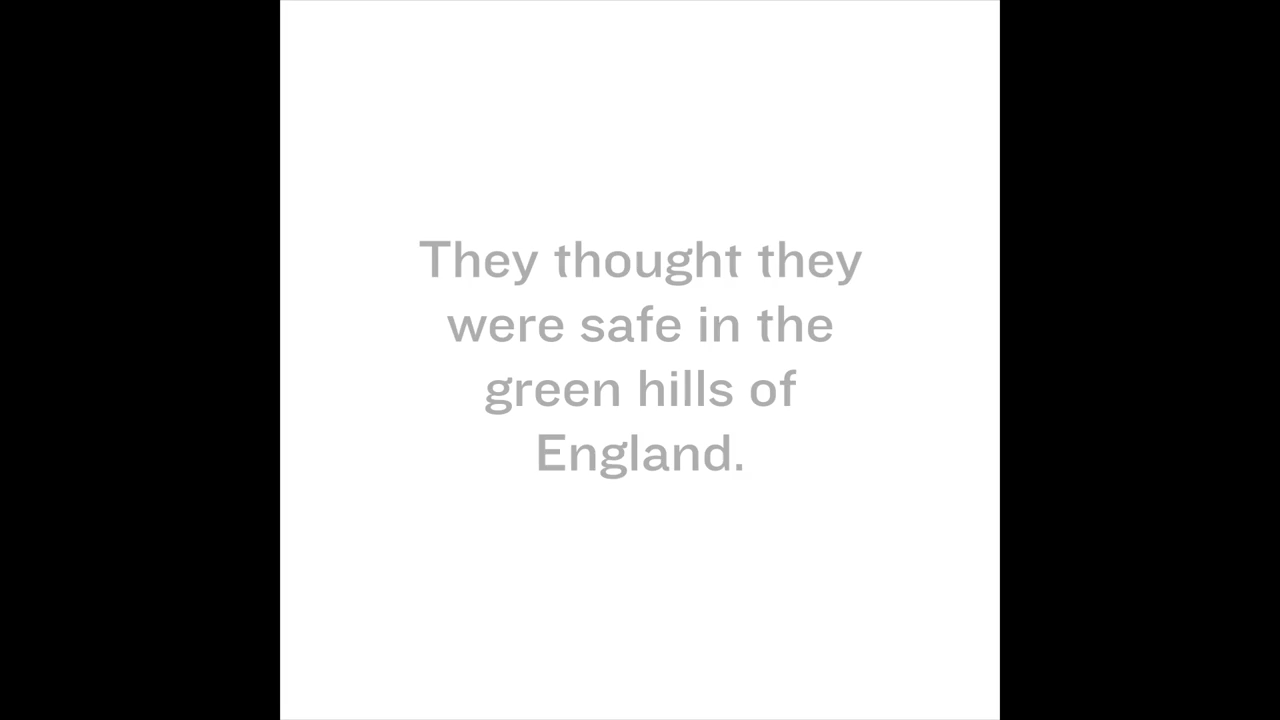 They thought they
were safe in the
green hills of
England.